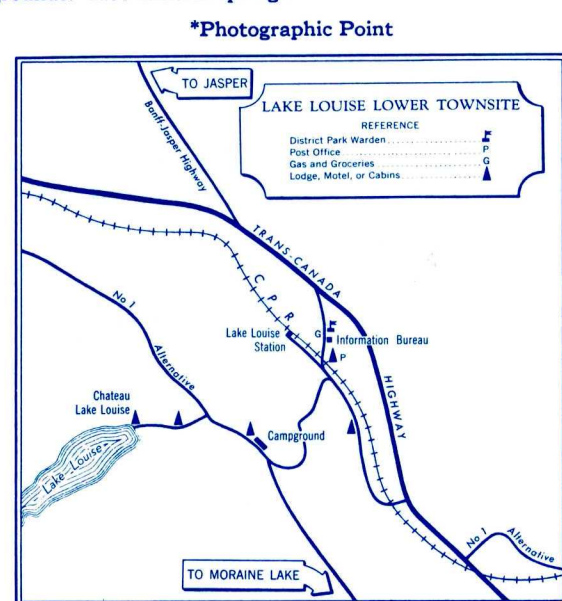 *Photographic Point
TO JASPER
Banff-Jasper Highway
LAKE LOUISE LOWER TOWNSITE
REFERENCE
District Park Warden
Post Office P
Gas and Groceries G
Lodge, Motel, or Cabins
TRANS-CANADA
HIGHWAY
C P R
No 1
Alternative
Lake Louise
Station
G
Information Bureau
P
Chateau
Lake Louise
Campground
Lake Louise
No 1
Alternative
TO MORAINE LAKE